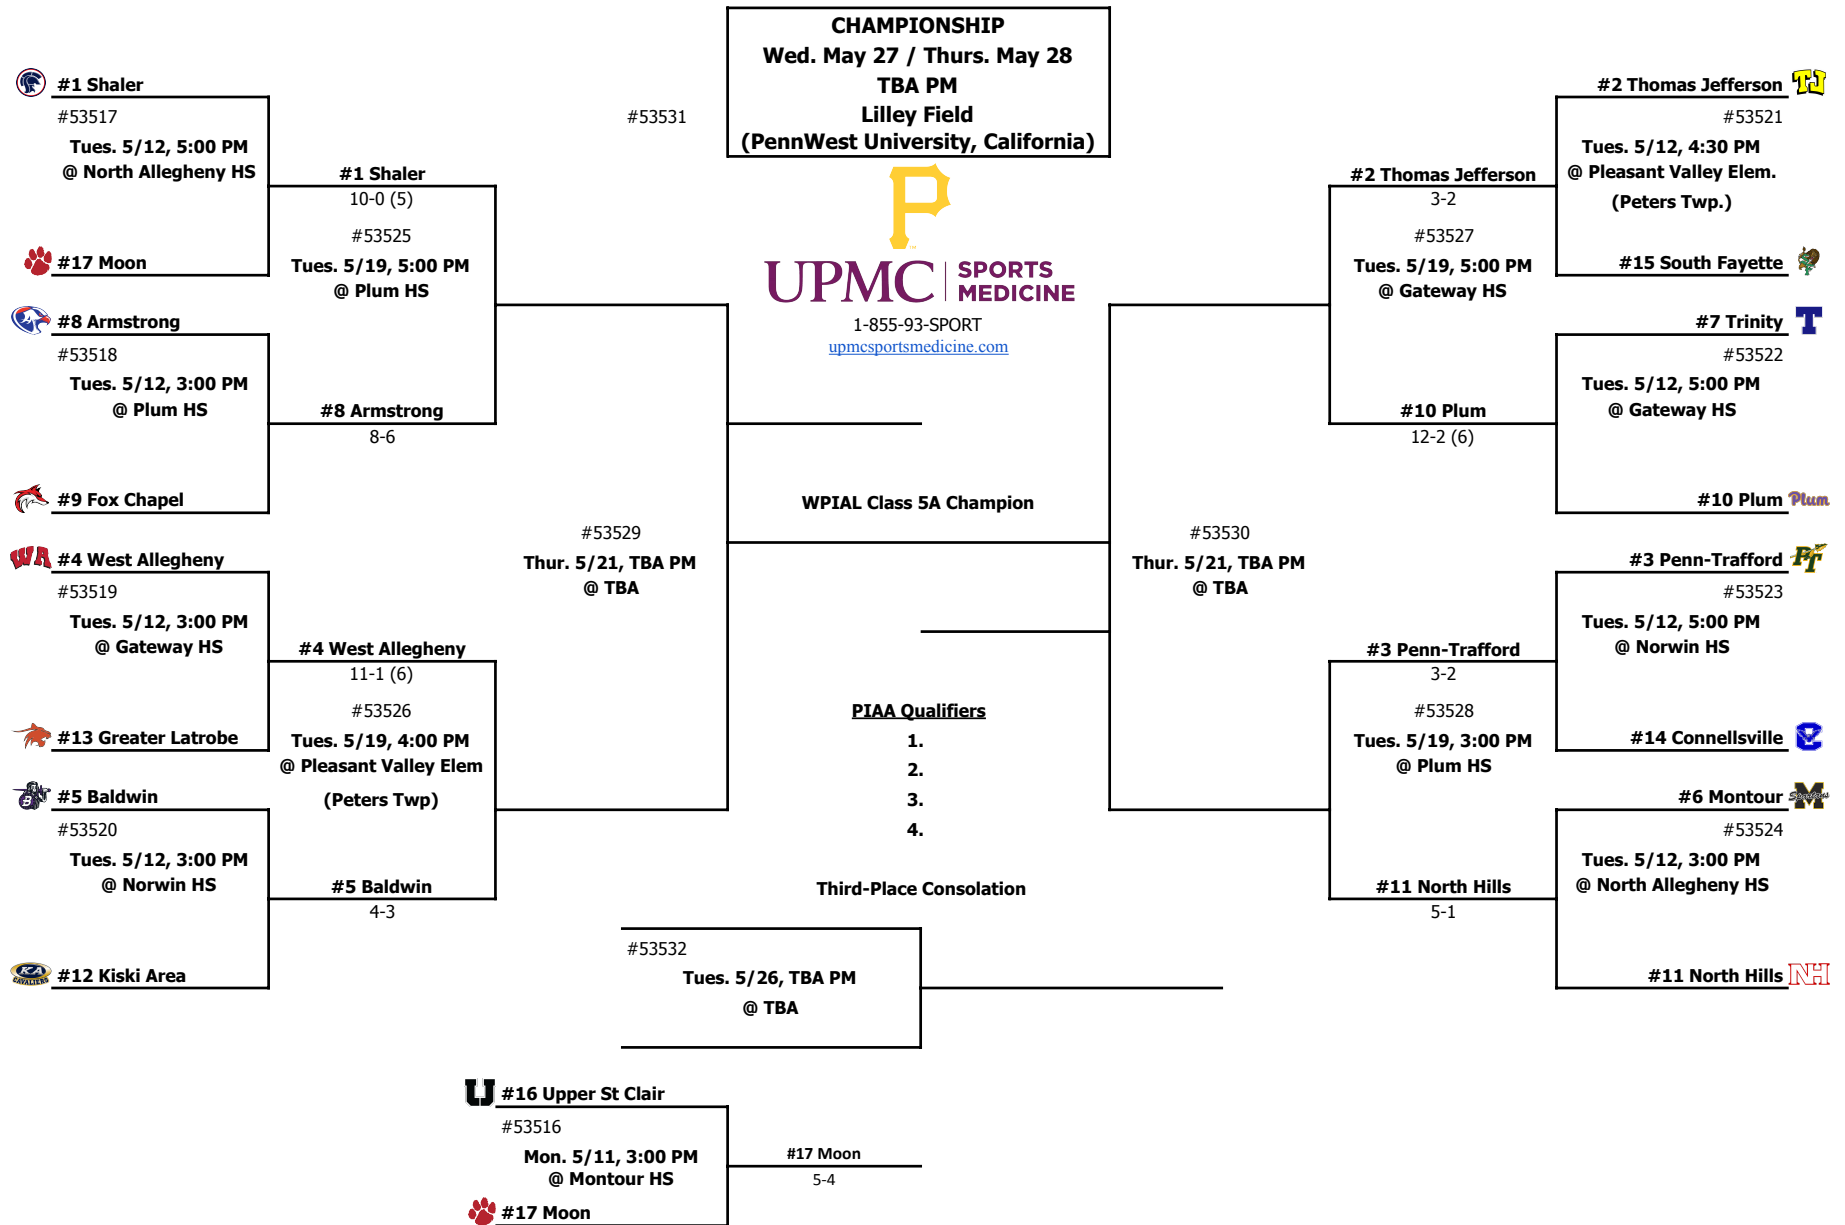 CHAMPIONSHIP
Wed. May 27 / Thurs. May 28
TBA PM
Lilley Field
(PennWest University, California)
#53531
P
UPMC SPORTS MEDICINE
1-855-93-SPORT
upmcsportsmedicine.com
#1 Shaler
#53517
Tues. 5/12, 5:00 PM
@ North Allegheny HS
#17 Moon
#1 Shaler
10-0 (5)
#53525
Tues. 5/19, 5:00 PM
@ Plum HS
#8 Armstrong
#53518
Tues. 5/12, 3:00 PM
@ Plum HS
#9 Fox Chapel
#8 Armstrong
8-6
WA
#4 West Allegheny
#53519
Tues. 5/12, 3:00 PM
@ Gateway HS
#13 Greater Latrobe
#4 West Allegheny
11-1 (6)
#53526
Tues. 5/19, 4:00 PM
@ Pleasant Valley Elem
(Peters Twp)
B
#5 Baldwin
#53520
Tues. 5/12, 3:00 PM
@ Norwin HS
KA
CAVALIERS
#12 Kiski Area
#5 Baldwin
4-3
#53529
Thur. 5/21, TBA PM
@ TBA
WPIAL Class 5A Champion
PIAA Qualifiers
1.
2.
3.
4.
#53530
Thur. 5/21, TBA PM
@ TBA
#2 Thomas Jefferson
TJ
#53521
Tues. 5/12, 4:30 PM
@ Pleasant Valley Elem.
(Peters Twp.)
#15 South Fayette
#2 Thomas Jefferson
3-2
#53527
Tues. 5/19, 5:00 PM
@ Gateway HS
#7 Trinity
T
#53522
Tues. 5/12, 5:00 PM
@ Gateway HS
#10 Plum
Plum
#10 Plum
12-2 (6)
#3 Penn-Trafford
PT
#53523
Tues. 5/12, 5:00 PM
@ Norwin HS
#14 Connellsville
C
#3 Penn-Trafford
3-2
#53528
Tues. 5/19, 3:00 PM
@ Plum HS
#6 Montour
M
Spartans
#53524
Tues. 5/12, 3:00 PM
@ North Allegheny HS
#11 North Hills
NH
#11 North Hills
5-1
Third-Place Consolation
#53532
Tues. 5/26, TBA PM
@ TBA
U
#16 Upper St Clair
#53516
Mon. 5/11, 3:00 PM
@ Montour HS
#17 Moon
#17 Moon
5-4